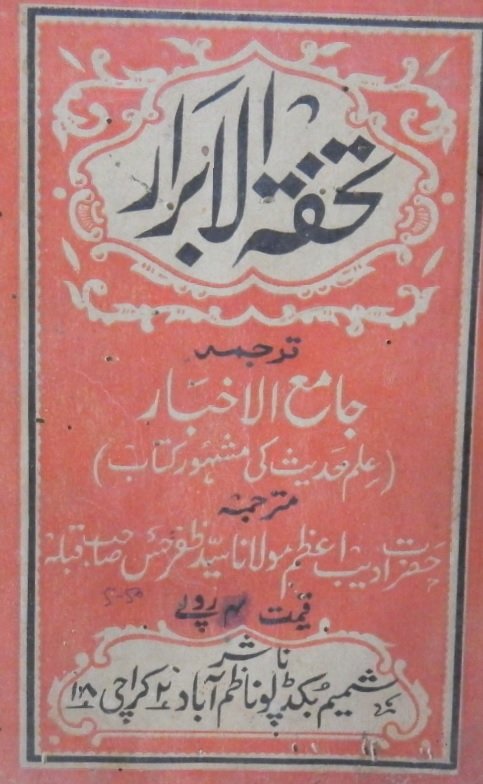 تحفۃ الابرار
ترجمہ
جامع الاخبار
(علم حدیث کی مشہور کتاب)
مترجمہ
حضرت ادیب اعظم مولانا سید ظفر حسن صاحب قبلہ
قیمت روپے
ناشر
شمیم بکڈپو ناظم آباد ۲ کراچی ۱۸